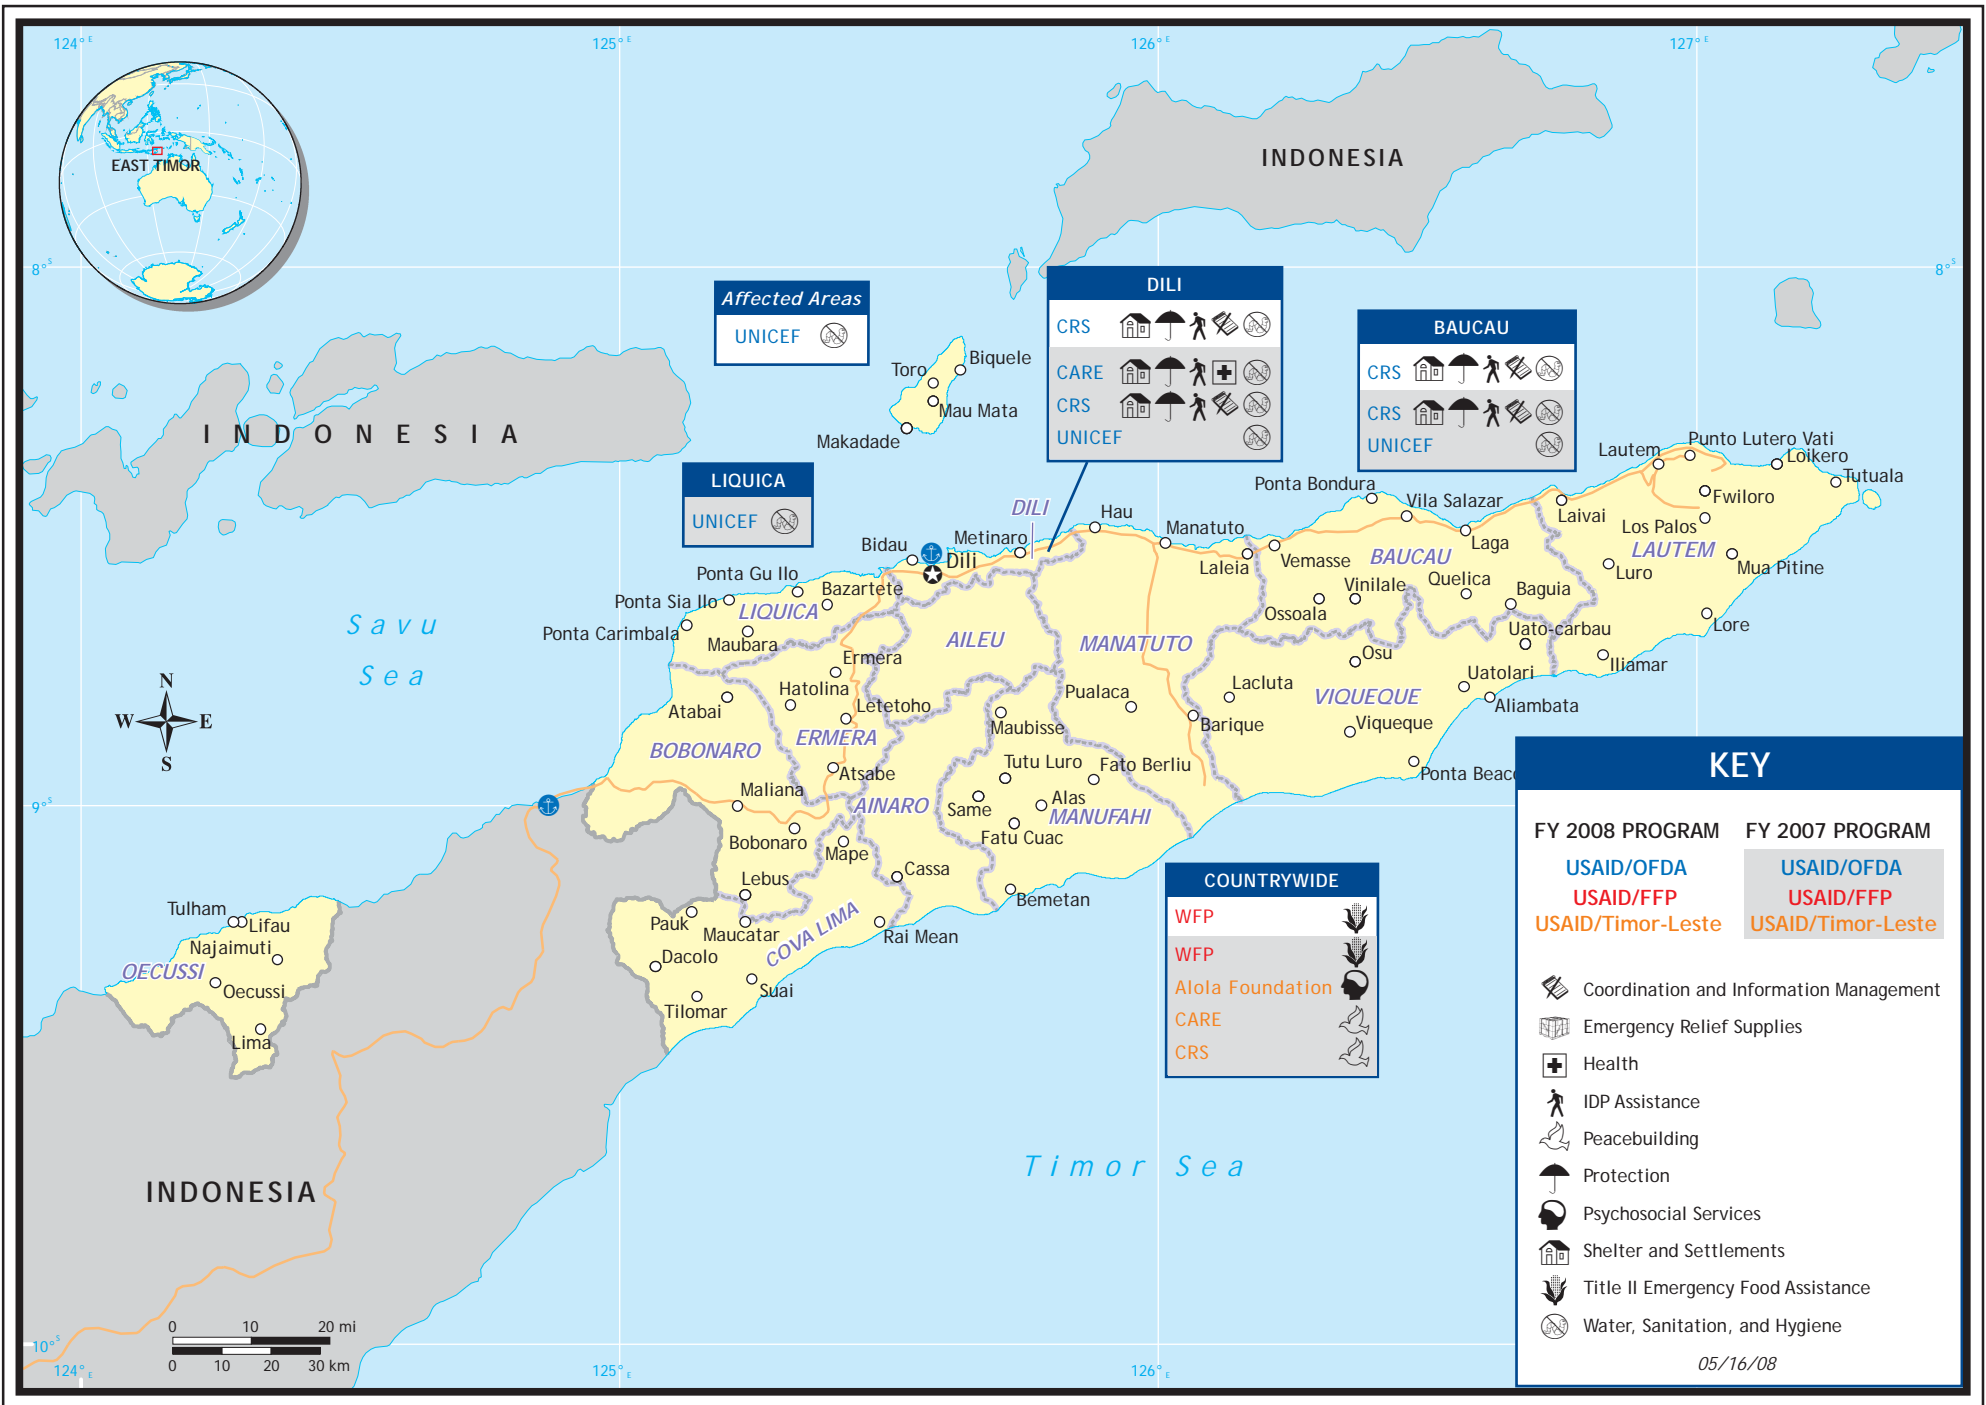 124° E
125° E
126° E
127° E
EAST TIMOR
INDONESIA
8° S
8° S
Affected Areas
UNICEF
DILI
CRS
CARE
CRS
UNICEF
BAUCAU
CRS
CRS
UNICEF
LIQUICA
UNICEF
INDONESIA
Toro
Biquele
Mau Mata
Makadade
Punto Lutero Vati
Lautem
Loikero
Tutuala
Fwiloro
Los Palos
LAUTEM
Laivai
Luro
Mua Pitine
Lore
Iliamar
Ponta Bondura
Vila Salazar
Laga
BAUCAU
Vemasse
Laleia
Quelica
Vinilale
Baguia
Ossoala
Uato-carbau
Osu
Uatolari
Aliambata
VIQUEQUE
Viqueque
Lacluta
Barique
Ponta Beaco
DILI
Hau
Manatuto
Metinaro
Bidau
Dili
Ponta Gu Ilo
Bazartete
Ponta Sia Ilo
LIQUICA
Ponta Carimbala
Maubara
AILEU
MANATUTO
Ermera
Hatolina
Letetoho
Atabai
Pualaca
Maubisse
BOBONARO
ERMERA
Atsabe
Tutu Luro
Fato Berliu
Maliana
AINARO
Same
Alas
MANUFAHI
Fatu Cuac
Bobonaro
Mape
Cassa
Lebus
Bemetan
Pauk
Maucatar
COVA LIMA
Rai Mean
Dacolo
Suai
Tilomar
Savu
Sea
N
W
E
S
9° S
Tulham
Lifau
Najaimuti
OECUSSI
Oecussi
Lima
INDONESIA
Timor Sea
COUNTRYWIDE
WFP
WFP
Alola Foundation
CARE
CRS
KEY
FY 2008 PROGRAM FY 2007 PROGRAM
USAID/OFDA USAID/OFDA
USAID/FFP USAID/FFP
USAID/Timor-Leste USAID/Timor-Leste
Coordination and Information Management
Emergency Relief Supplies
Health
IDP Assistance
Peacebuilding
Protection
Psychosocial Services
Shelter and Settlements
Title II Emergency Food Assistance
Water, Sanitation, and Hygiene
05/16/08
0 10 20 mi
0 10 20 30 km
10° S
124° E
125° E
126° E